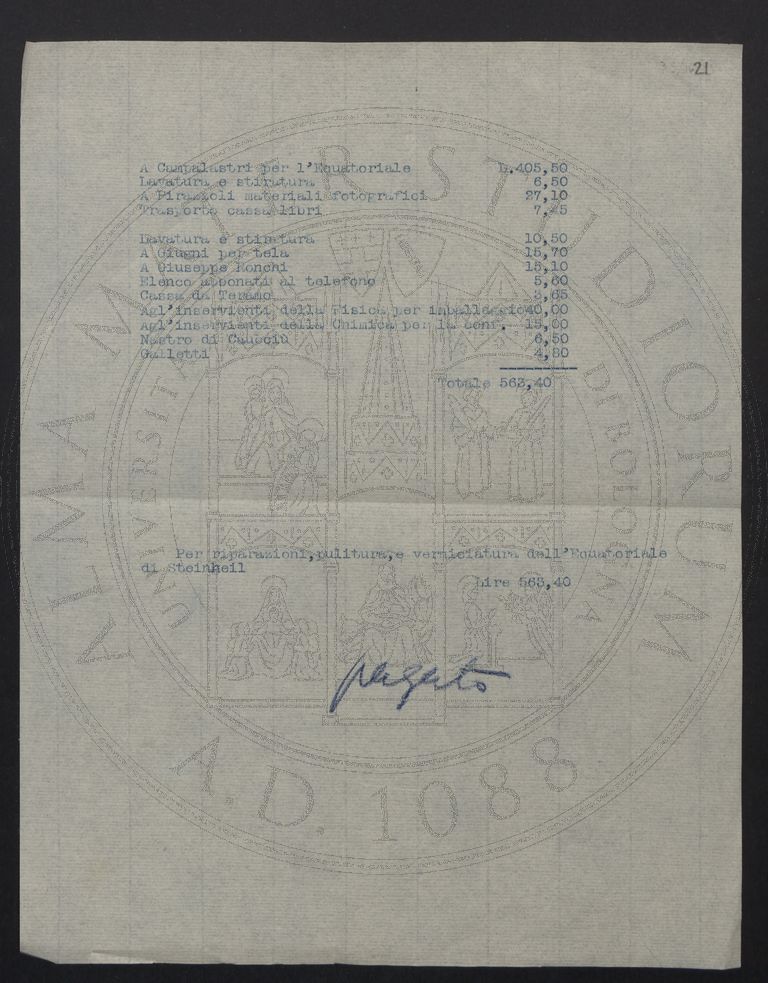 21
A Campalastri per l'Equatoriale L.405,50
Lavatura e stiratura 6,50
A Pirazzoli materiali fotografici 27,10
Trasporto cassa libri 7,45
Lavatura e stiratura 10,50
A Giugni per tela 15,70
A Giuseppe Ronchi 15,10
Elenco abbonati al telefono 5,60
Cassa da Teramo 3,65
Agl'inservienti della Fisica per imballaggio 40,00
Agl'inservienti della Chimica per la conf. 15,00
Nastro di Caucciù 6,50
Galletti 4,80
Totale 563,40
Per riparazioni,pulitura,e verniciatura dell'Equatoriale
di Steinheil
Lire 563,40
pagato
ALMA MATER STUDIORUM
UNIVERSITÀ DI BOLOGNA
A.D. 1088